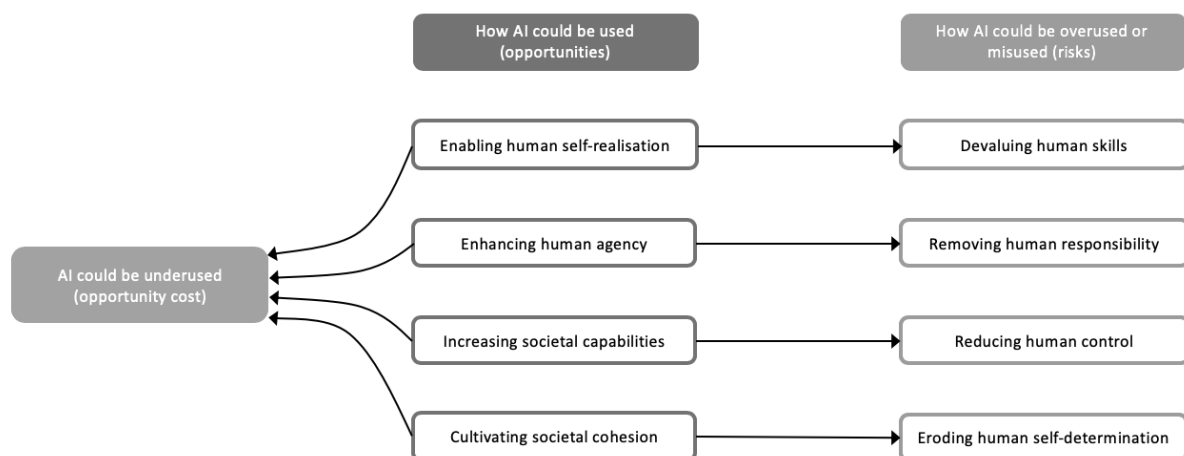 How AI could be used
(opportunities)
How AI could be overused or
misused (risks)
Enabling human self-realisation
Devaluing human skills
Enhancing human agency
Removing human responsibility
AI could be underused
(opportunity cost)
Increasing societal capabilities
Reducing human control
Cultivating societal cohesion
Eroding human self-determination